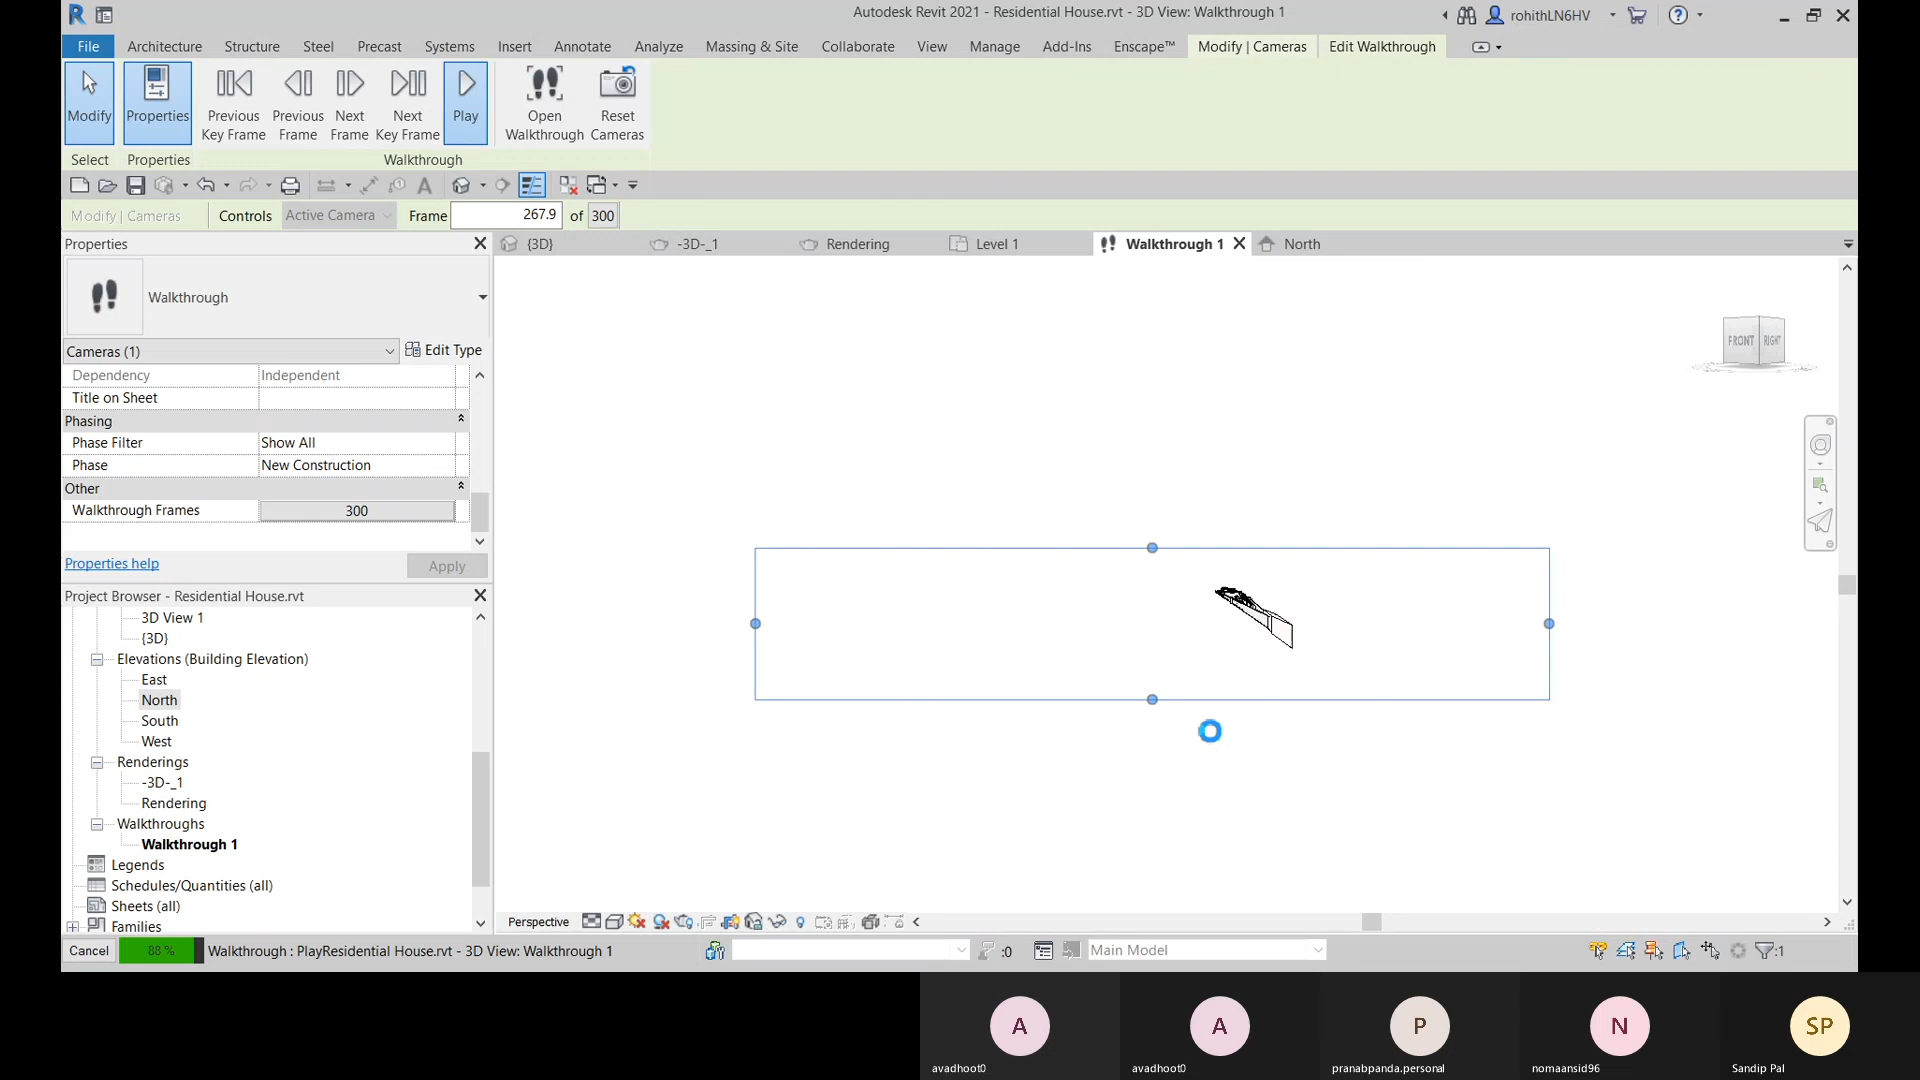 Autodesk Revit 2021 - Residential House.rvt - 3D View: Walkthrough 1
rohithLN6HV
File Architecture Structure Steel Precast Systems Insert Annotate Analyze Massing & Site Collaborate View Manage Add-Ins Enscape™ Modify | Cameras Edit Walkthrough
Modify Properties Previous Key Frame Previous Frame Next Frame Next Key Frame Play Open Walkthrough Reset Cameras
Select Properties Walkthrough
Modify | Cameras Controls Active Camera Frame 267.9 of 300
Properties
{3D} -3D-_1 Rendering Level 1 Walkthrough 1 North
Walkthrough
Cameras (1) Edit Type
Dependency Independent
Title on Sheet
Phasing
Phase Filter Show All
Phase New Construction
Other
Walkthrough Frames 300
Properties help Apply
FRONT RIGHT
Project Browser - Residential House.rvt
3D View 1
{3D}
Elevations (Building Elevation)
East
North
South
West
Renderings
-3D-_1
Rendering
Walkthroughs
Walkthrough 1
Legends
Schedules/Quantities (all)
Sheets (all)
Families
Perspective
Cancel 88 % Walkthrough : PlayResidential House.rvt - 3D View: Walkthrough 1 :0 Main Model :1
A A P N SP
avadhoot0 avadhoot0 pranabpanda.personal nomaansid96 Sandip Pal